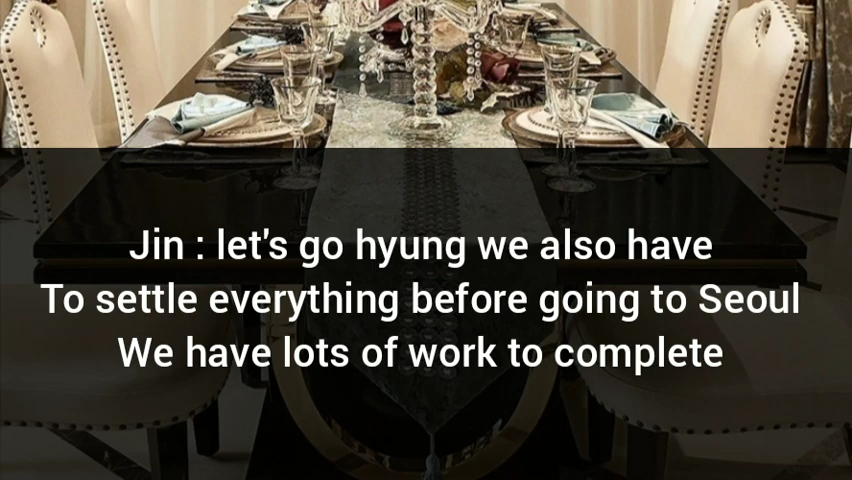 Jin : let's go hyung we also have
To settle everything before going to Seoul
We have lots of work to complete